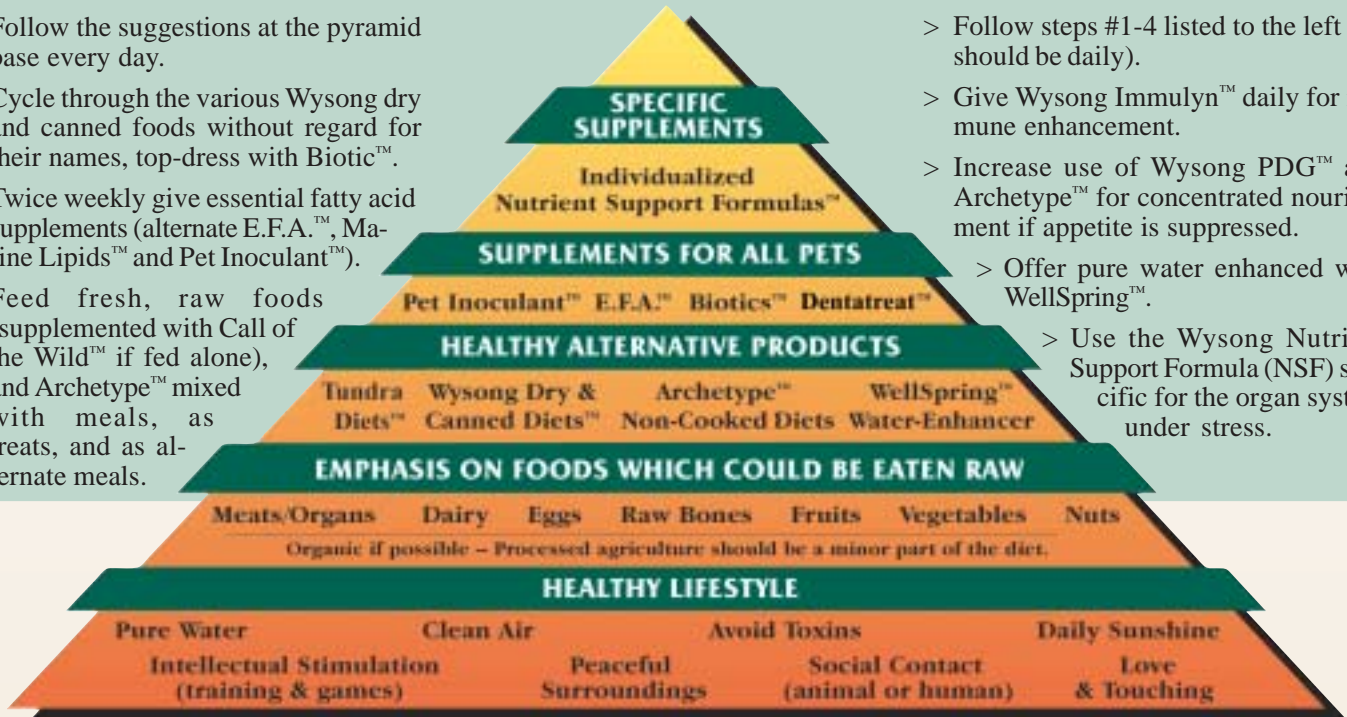 Follow the suggestions at the pyramid
base every day.
Cycle through the various Wysong dry
and canned foods without regard for
their names, top-dress with Biotic™.
Twice weekly give essential fatty acid
supplements (alternate E.F.A.™, Ma-
rine Lipids™ and Pet Inoculant™).
Feed fresh, raw foods
(supplemented with Call of
the Wild™ if fed alone),
and Archetype™ mixed
with meals, as
treats, and as al-
ternate meals.
SPECIFIC
SUPPLEMENTS
Individualized
Nutrient Support Formulas™
SUPPLEMENTS FOR ALL PETS
Pet Inoculant™ E.F.A.™ Biotics™ Dentatreat™
HEALTHY ALTERNATIVE PRODUCTS
Tundra Wysong Dry & Archetype™ WellSpring™
Diets™ Canned Diets™ Non-Cooked Diets Water-Enhancer
EMPHASIS ON FOODS WHICH COULD BE EATEN RAW
Meats/Organs Dairy Eggs Raw Bones Fruits Vegetables Nuts
Organic if possible – Processed agriculture should be a minor part of the diet.
HEALTHY LIFESTYLE
Pure Water Clean Air Avoid Toxins Daily Sunshine
Intellectual Stimulation Peaceful Social Contact Love
(training & games) Surroundings (animal or human) & Touching
> Follow steps #1-4 listed to the left
should be daily).
> Give Wysong Immulyn™ daily for
mune enhancement.
> Increase use of Wysong PDG™
Archetype™ for concentrated nouri
ment if appetite is suppressed.
> Offer pure water enhanced w
WellSpring™.
> Use the Wysong Nutri
Support Formula (NSF) s
cific for the organ syst
under stress.